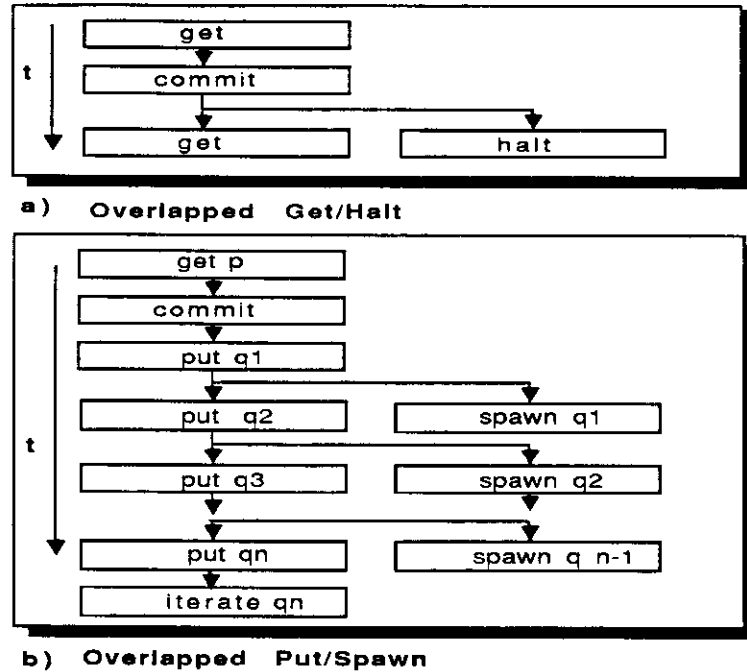 get
t
commit
get halt
a) Overlapped Get/Halt
get p
commit
put q1
put q2 spawn q1
t
put q3 spawn q2
put qn spawn q n-1
iterate qn
b) Overlapped Put/Spawn